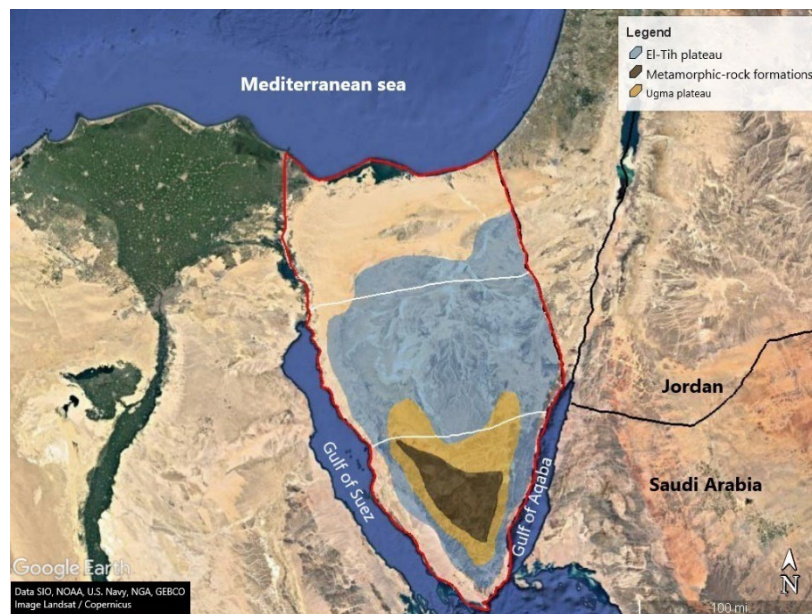 Legend
El-Tih plateau
Metamorphic-rock formations
Ugma plateau
Mediterranean sea
Jordan
Gulf of Suez
Gulf of Aqaba
Saudi Arabia
Google Earth
Data SIO, NOAA, U.S. Navy, NGA, GEBCO
Image Landsat / Copernicus
N
100 mi